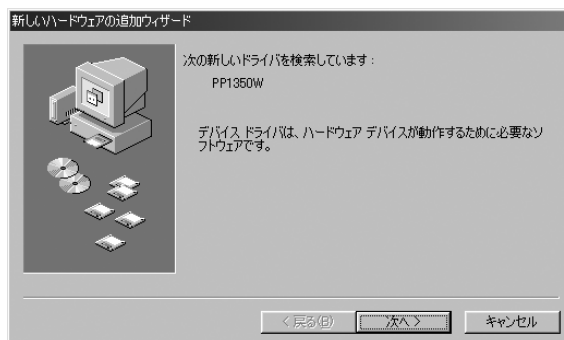 新しいハードウェアの追加ウィザード
次の新しいドライバを検索しています:
PP1350W
デバイス ドライバは、ハードウェア デバイスが動作するために必要なソ
フトウェアです。
< 戻る(B)
次へ >
キャンセル